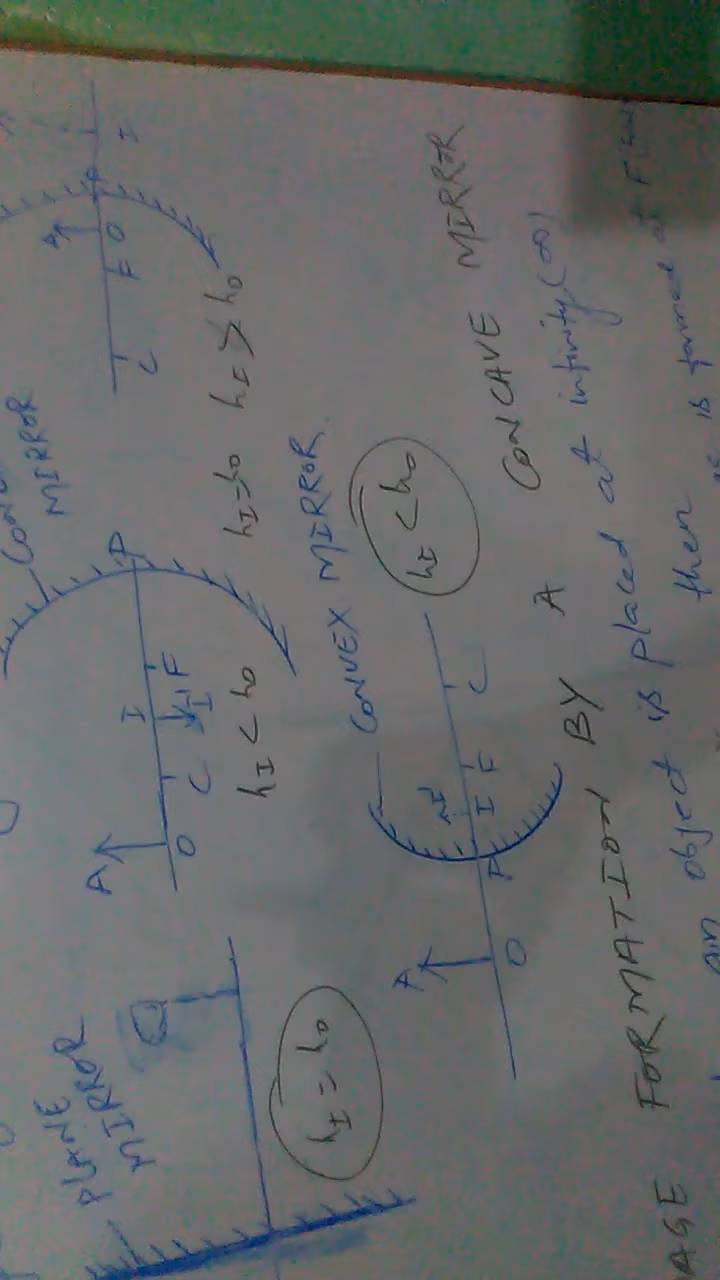 PLANE
MIRROR
hI = ho
A
O
C
I
F
P
MIRROR
hI < ho
hI = ho
hI > ho
C
F
O
A
P
I
CONVEX MIRROR.
A
O
P
I
F
C
hI < ho
AGE FORMATION BY A CONCAVE MIRROR
an object is placed at infinity (∞)
then is formed at